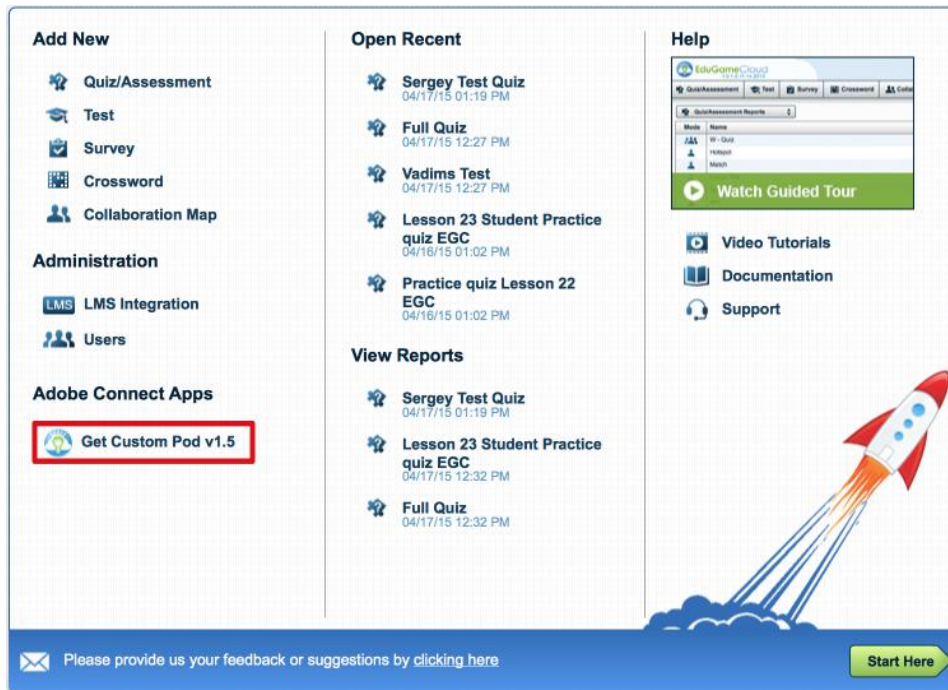 Add New
Quiz/Assessment
Test
Survey
Crossword
Collaboration Map
Administration
LMS LMS Integration
Users
Adobe Connect Apps
Get Custom Pod v1.5
Open Recent
Sergey Test Quiz
04/17/15 01:19 PM
Full Quiz
04/17/15 12:27 PM
Vadims Test
04/17/15 12:27 PM
Lesson 23 Student Practice
quiz EGC
04/16/15 01:02 PM
Practice quiz Lesson 22
EGC
04/16/15 01:02 PM
View Reports
Sergey Test Quiz
04/17/15 01:19 PM
Lesson 23 Student Practice
quiz EGC
04/17/15 12:32 PM
Full Quiz
04/17/15 12:32 PM
Help
EduGameCloud
Quiz/Assessment Test Survey Crossword
Quiz/Assessment Reports
Mode Name
W - Quiz
Hotspot
Match
Watch Guided Tour
Video Tutorials
Documentation
Support
Please provide us your feedback or suggestions by clicking here
Start Here